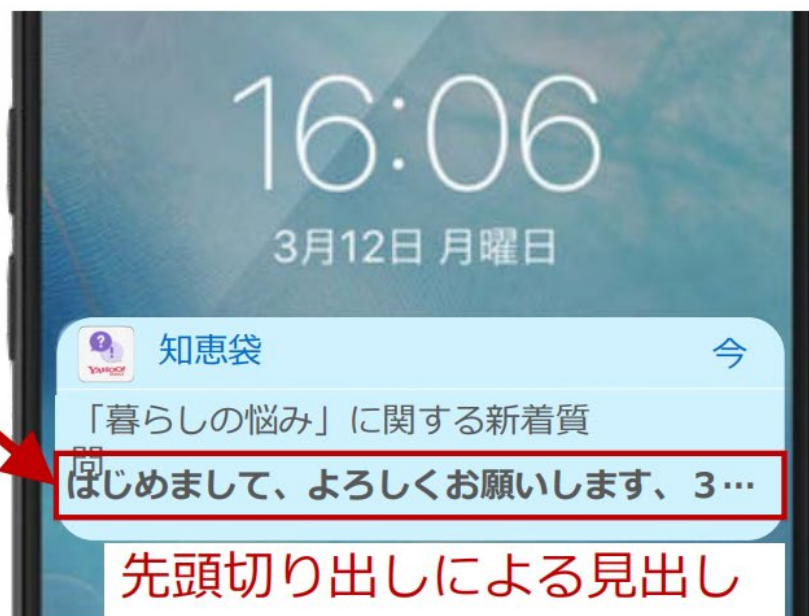 16:06
3月12日 月曜日
知恵袋
今
YAHOO!
「暮らしの悩み」に関する新着質
問
はじめまして、よろしくお願いします、３…
先頭切り出しによる見出し